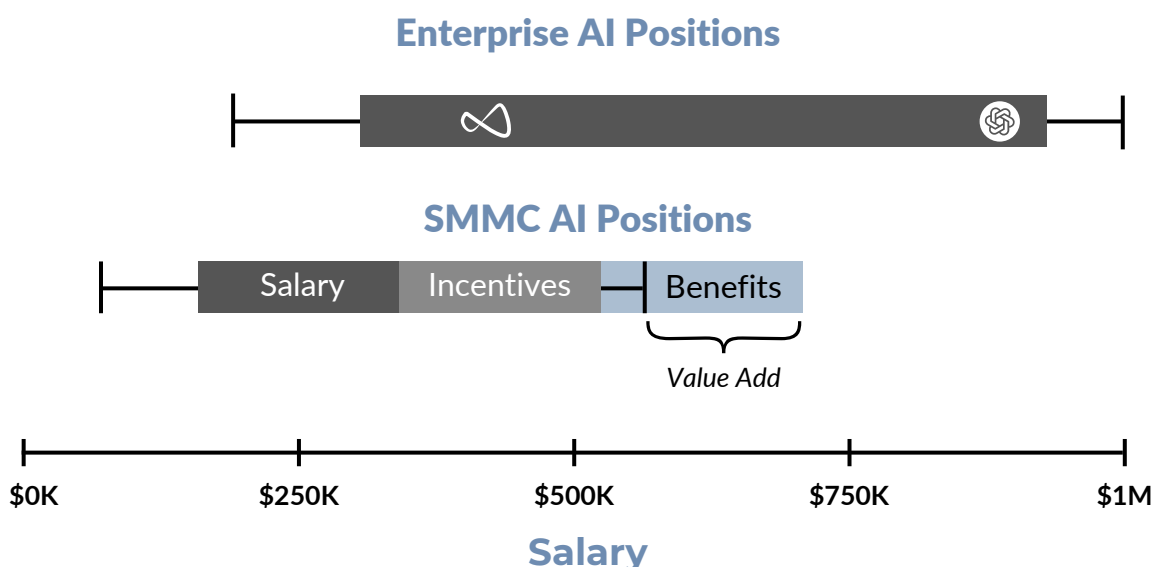 Enterprise AI Positions
SMMC AI Positions
Salary Incentives Benefits
Value Add
$0K $250K $500K $750K $1M
Salary